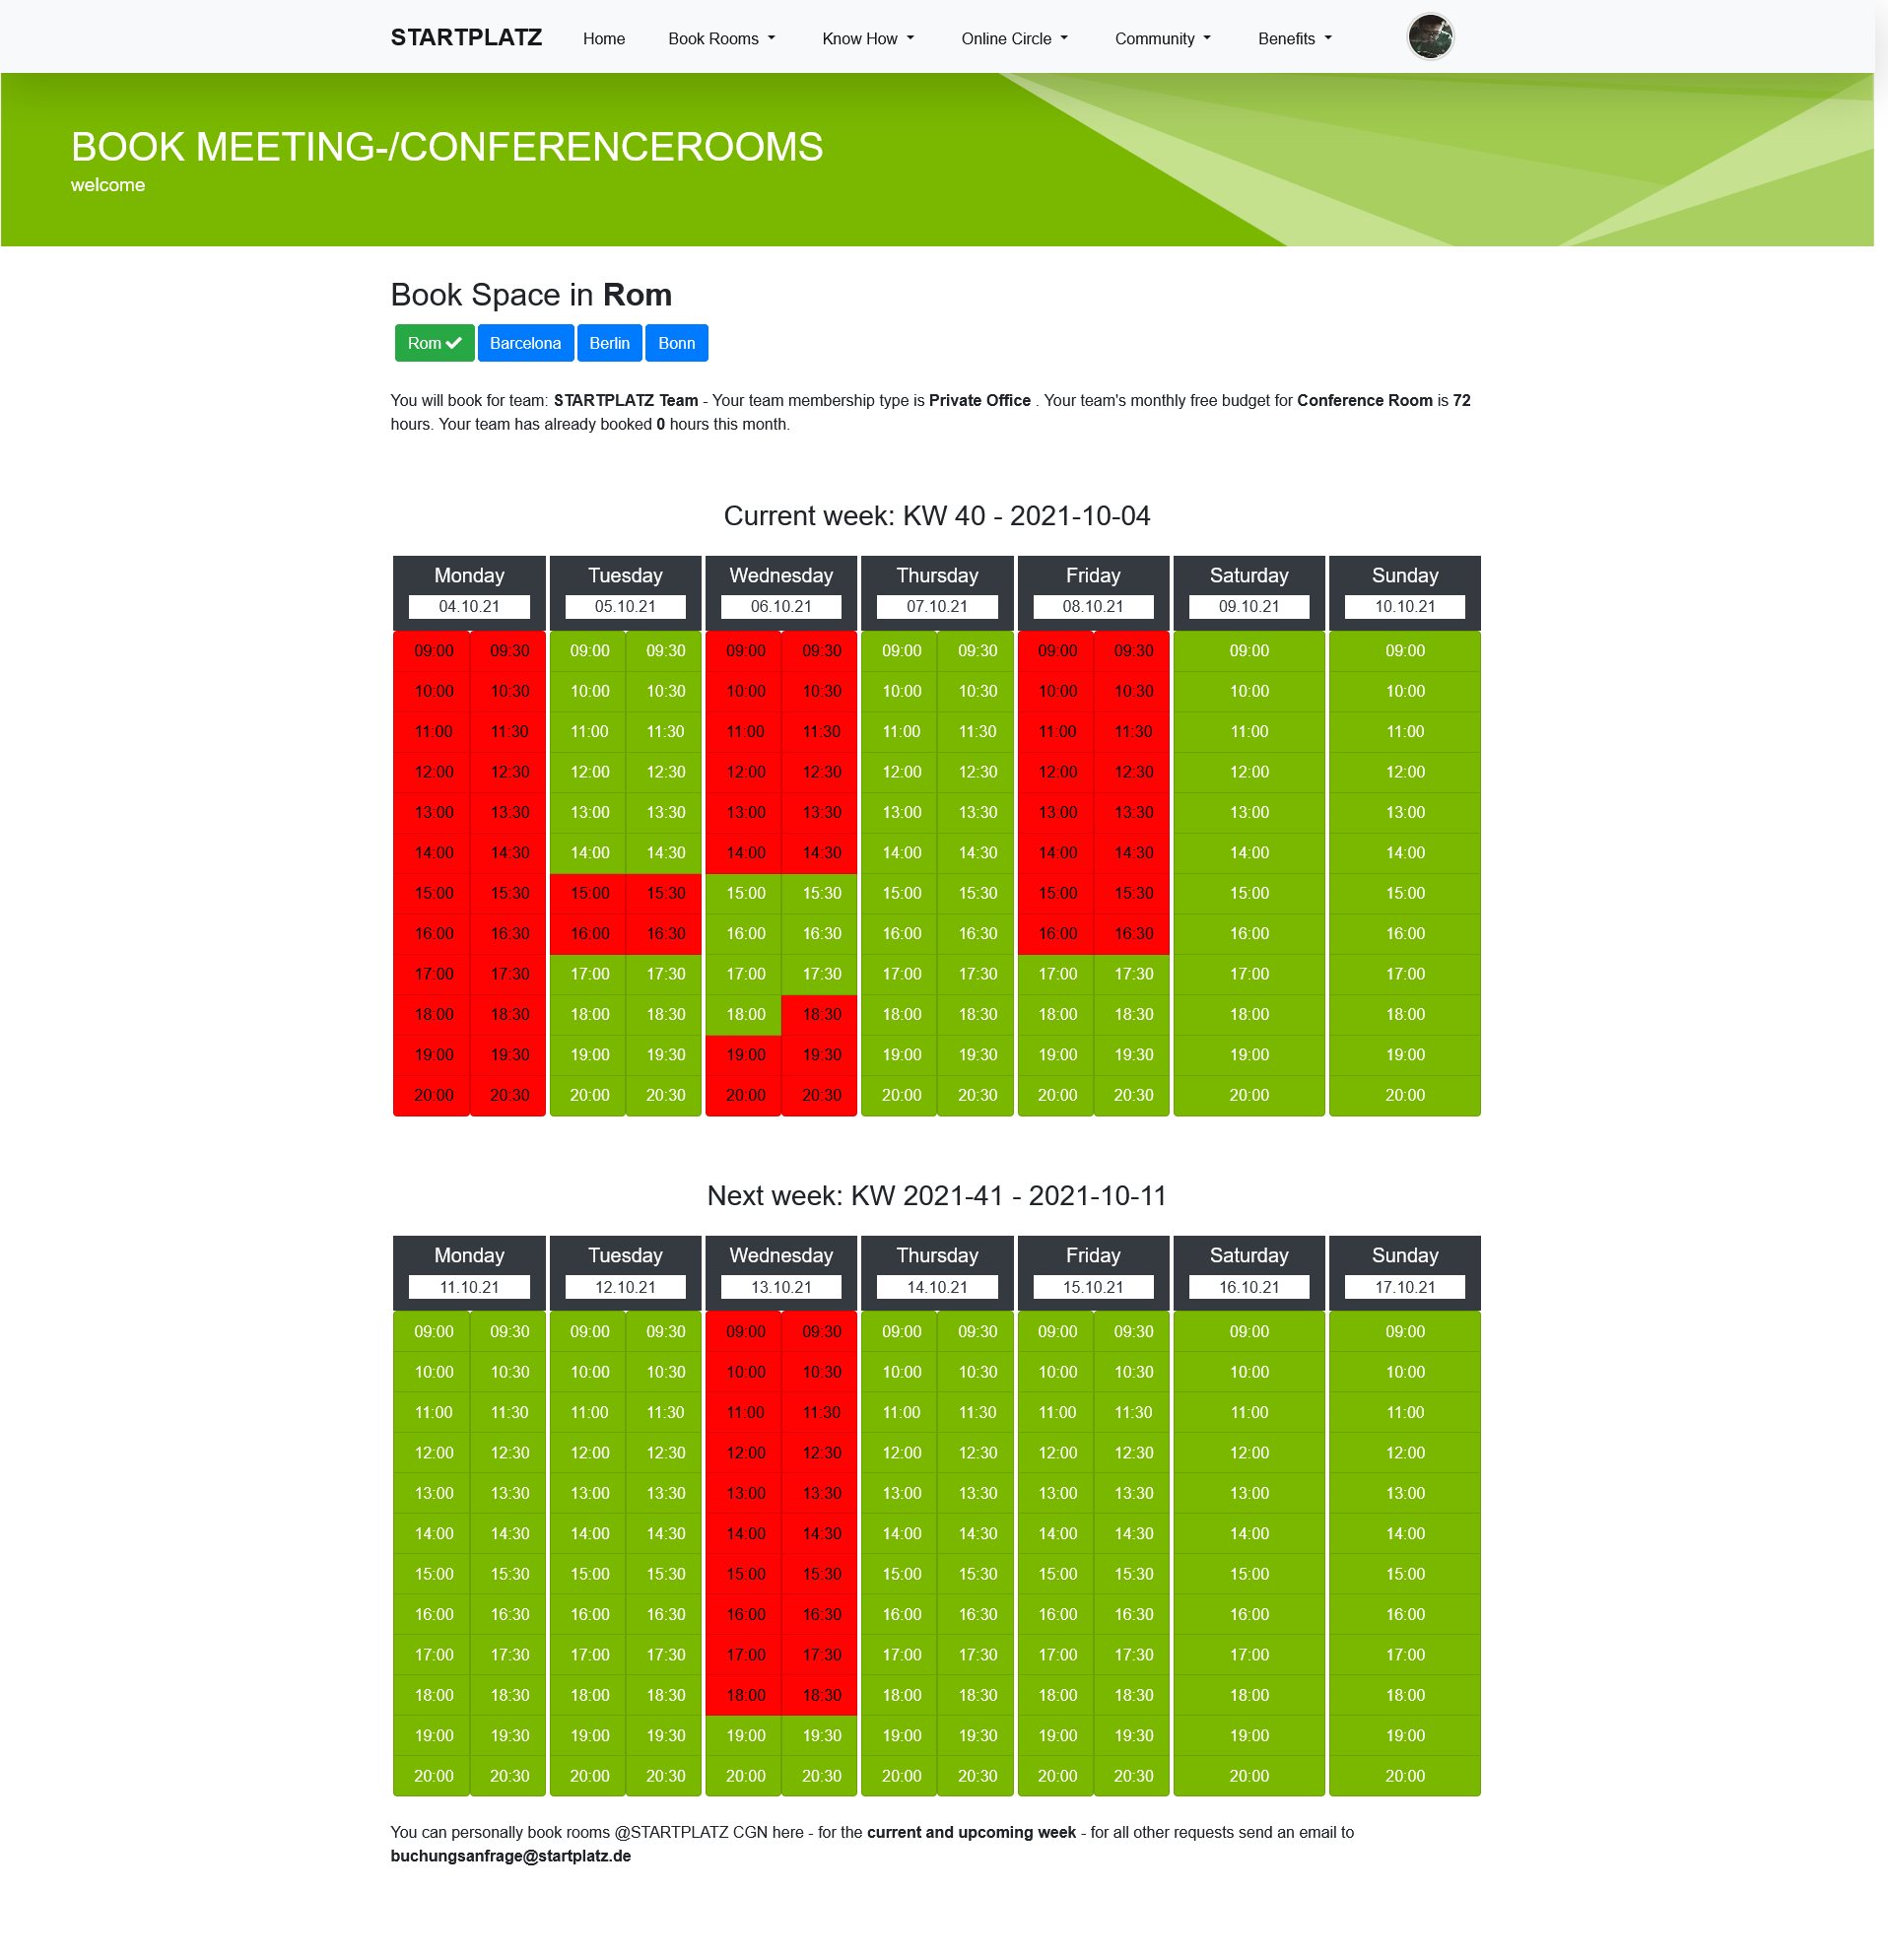 STARTPLATZ Home Book Rooms Know How Online Circle Community Benefits
BOOK MEETING-/CONFERENCEROOMS
welcome
Book Space in Rom
Rom Barcelona Berlin Bonn
You will book for team: STARTPLATZ Team - Your team membership type is Private Office . Your team's monthly free budget for Conference Room is 72
hours. Your team has already booked 0 hours this month.
Current week: KW 40 - 2021-10-04
Monday Tuesday Wednesday Thursday Friday Saturday Sunday
04.10.21 05.10.21 06.10.21 07.10.21 08.10.21 09.10.21 10.10.21
09:00 09:30 09:00 09:30 09:00 09:30 09:00 09:30 09:00 09:30 09:00 09:00
10:00 10:30 10:00 10:30 10:00 10:30 10:00 10:30 10:00 10:30 10:00 10:00
11:00 11:30 11:00 11:30 11:00 11:30 11:00 11:30 11:00 11:30 11:00 11:00
12:00 12:30 12:00 12:30 12:00 12:30 12:00 12:30 12:00 12:30 12:00 12:00
13:00 13:30 13:00 13:30 13:00 13:30 13:00 13:30 13:00 13:30 13:00 13:00
14:00 14:30 14:00 14:30 14:00 14:30 14:00 14:30 14:00 14:30 14:00 14:00
15:00 15:30 15:00 15:30 15:00 15:30 15:00 15:30 15:00 15:30 15:00 15:00
16:00 16:30 16:00 16:30 16:00 16:30 16:00 16:30 16:00 16:30 16:00 16:00
17:00 17:30 17:00 17:30 17:00 17:30 17:00 17:30 17:00 17:30 17:00 17:00
18:00 18:30 18:00 18:30 18:00 18:30 18:00 18:30 18:00 18:30 18:00 18:00
19:00 19:30 19:00 19:30 19:00 19:30 19:00 19:30 19:00 19:30 19:00 19:00
20:00 20:30 20:00 20:30 20:00 20:30 20:00 20:30 20:00 20:30 20:00 20:00
Next week: KW 2021-41 - 2021-10-11
Monday Tuesday Wednesday Thursday Friday Saturday Sunday
11.10.21 12.10.21 13.10.21 14.10.21 15.10.21 16.10.21 17.10.21
09:00 09:30 09:00 09:30 09:00 09:30 09:00 09:30 09:00 09:30 09:00 09:00
10:00 10:30 10:00 10:30 10:00 10:30 10:00 10:30 10:00 10:30 10:00 10:00
11:00 11:30 11:00 11:30 11:00 11:30 11:00 11:30 11:00 11:30 11:00 11:00
12:00 12:30 12:00 12:30 12:00 12:30 12:00 12:30 12:00 12:30 12:00 12:00
13:00 13:30 13:00 13:30 13:00 13:30 13:00 13:30 13:00 13:30 13:00 13:00
14:00 14:30 14:00 14:30 14:00 14:30 14:00 14:30 14:00 14:30 14:00 14:00
15:00 15:30 15:00 15:30 15:00 15:30 15:00 15:30 15:00 15:30 15:00 15:00
16:00 16:30 16:00 16:30 16:00 16:30 16:00 16:30 16:00 16:30 16:00 16:00
17:00 17:30 17:00 17:30 17:00 17:30 17:00 17:30 17:00 17:30 17:00 17:00
18:00 18:30 18:00 18:30 18:00 18:30 18:00 18:30 18:00 18:30 18:00 18:00
19:00 19:30 19:00 19:30 19:00 19:30 19:00 19:30 19:00 19:30 19:00 19:00
20:00 20:30 20:00 20:30 20:00 20:30 20:00 20:30 20:00 20:30 20:00 20:00
You can personally book rooms @STARTPLATZ CGN here - for the current and upcoming week - for all other requests send an email to
buchungsanfrage@startplatz.de